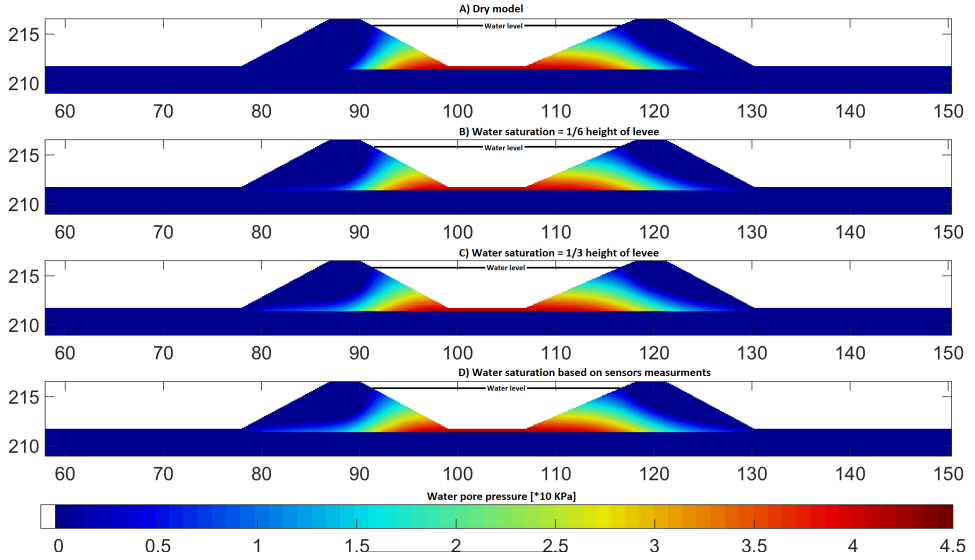 A) Dry model
Water level
215
210
60 70 80 90 100 110 120 130 140 150
B) Water saturation = 1/6 height of levee
Water level
215
210
60 70 80 90 100 110 120 130 140 150
C) Water saturation = 1/3 height of levee
Water level
215
210
60 70 80 90 100 110 120 130 140 150
D) Water saturation based on sensors measurments
Water level
215
210
60 70 80 90 100 110 120 130 140 150
Water pore pressure [*10 KPa]
0 0.5 1 1.5 2 2.5 3 3.5 4 4.5